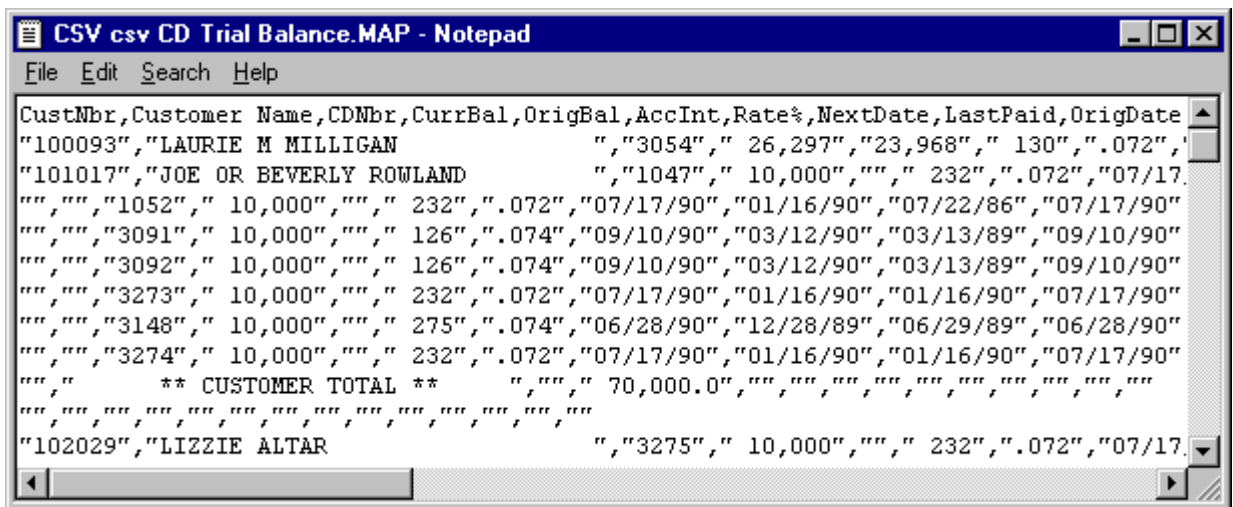 CSV csv CD Trial Balance.MAP - Notepad
File Edit Search Help
CustNbr,Customer Name,CDNbr,CurrBal,OrigBal,AccInt,Rate%,NextDate,LastPaid,OrigDate
"100093","LAURIE M MILLIGAN                   ","3054"," 26,297","23,968"," 130",".072","
"101017","JOE OR BEVERLY ROWLAND            ","1047"," 10,000",""," 232",".072","07/17
"","","1052"," 10,000",""," 232",".072","07/17/90","01/16/90","07/22/86","07/17/90"
"","","3091"," 10,000",""," 126",".074","09/10/90","03/12/90","03/13/89","09/10/90"
"","","3092"," 10,000",""," 126",".074","09/10/90","03/12/90","03/13/89","09/10/90"
"","","3273"," 10,000",""," 232",".072","07/17/90","01/16/90","01/16/90","07/17/90"
"","","3148"," 10,000",""," 275",".074","06/28/90","12/28/89","06/29/89","06/28/90"
"","","3274"," 10,000",""," 232",".072","07/17/90","01/16/90","01/16/90","07/17/90"
"","      ** CUSTOMER TOTAL **      ",""," 70,000.0","","","","","","","",""
"","","","","","","","","","","",""
"102029","LIZZIE ALTAR                        ","3275"," 10,000",""," 232",".072","07/17